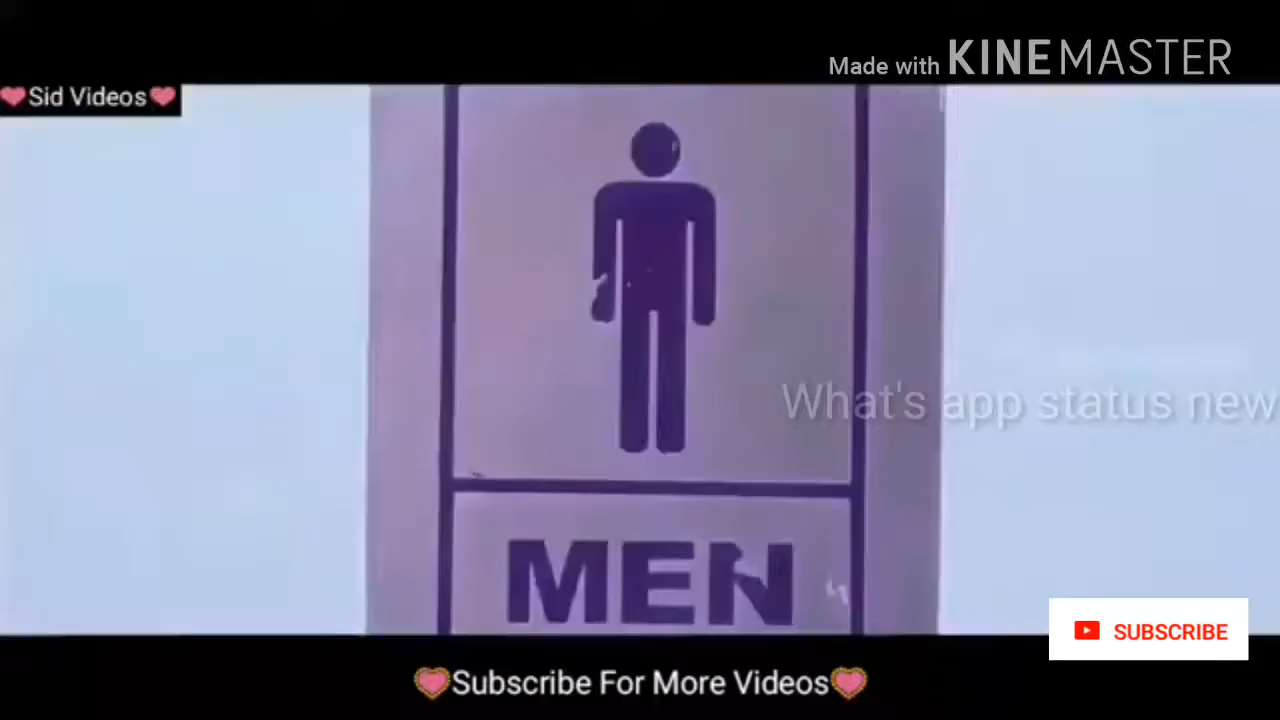 Made with KINEMASTER
❤Sid Videos❤
What's app status new
MEN
SUBSCRIBE
💖Subscribe For More Videos💖